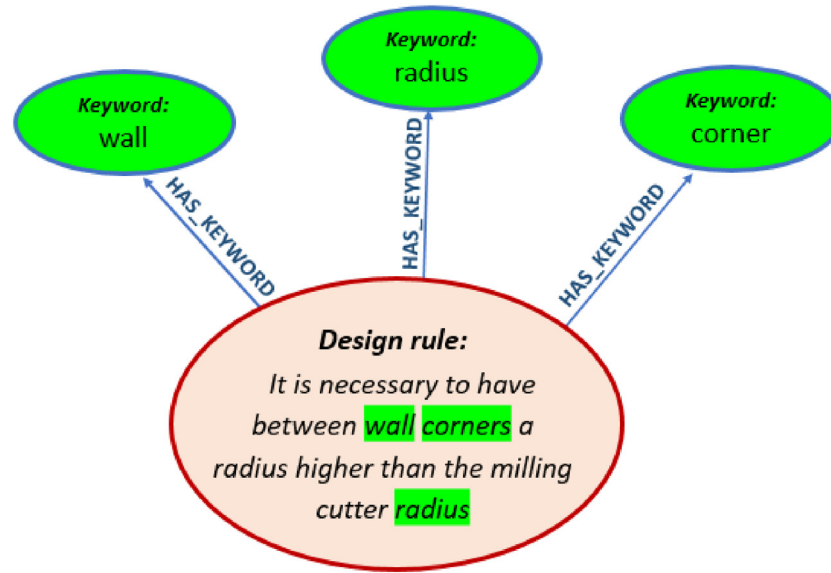 Keyword:
radius
Keyword:
wall
Keyword:
corner
HAS_KEYWORD
HAS_KEYWORD
HAS_KEYWORD
Design rule:
It is necessary to have
between wall corners a
radius higher than the milling
cutter radius